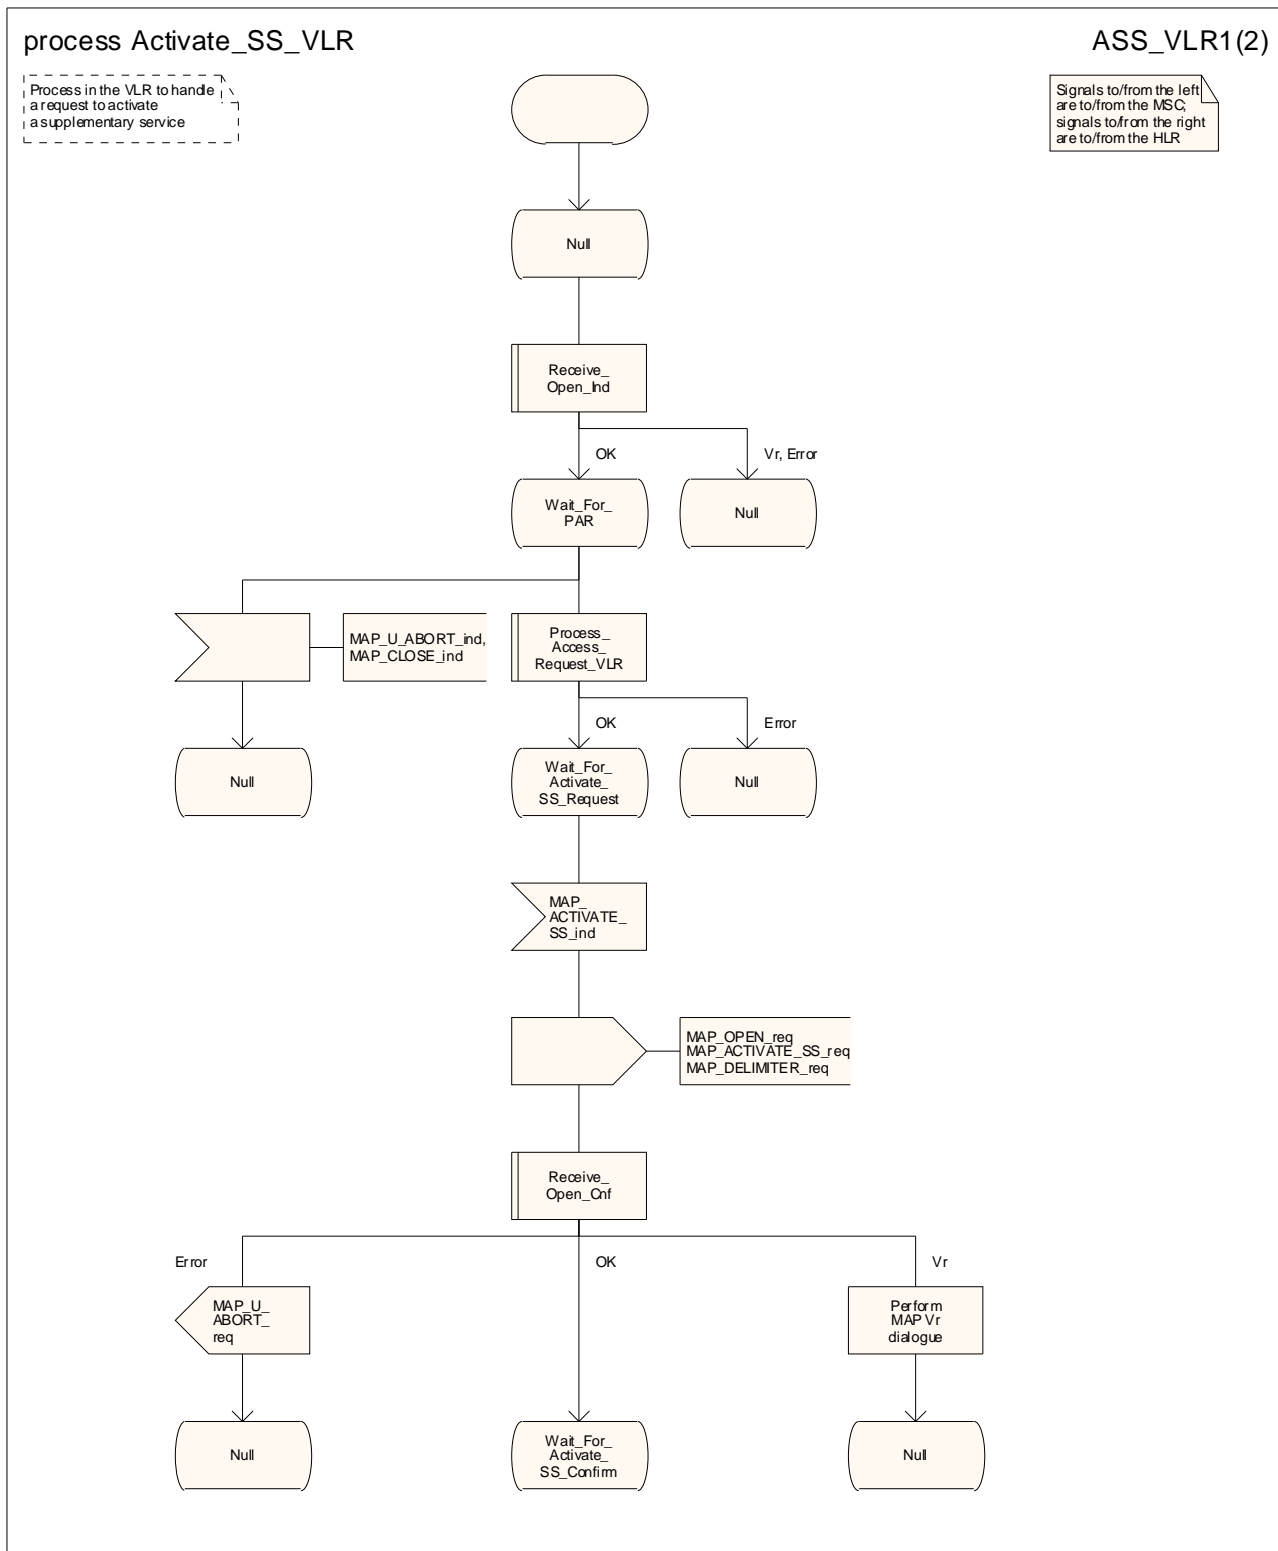 process Activate_SS_VLR
ASS_VLR1(2)
Process in the VLR to handle
a request to activate
a supplementary service
Signals to/from the left
are to/from the MSC;
signals to/from the right
are to/from the HLR
Null
Receive_
Open_Ind
OK
Vr, Error
Wait_For_
PAR
Null
MAP_U_ABORT_ind,
MAP_CLOSE_ind
Process_
Access_
Request_VLR
OK
Error
Null
Wait_For_
Activate_
SS_Request
Null
MAP_
ACTIVATE_
SS_ind
MAP_OPEN_req
MAP_ACTIVATE_SS_req
MAP_DELIMITER_req
Receive_
Open_Cnf
Error
OK
Vr
MAP_U_
ABORT_
req
Perform
MAP Vr
dialogue
Null
Wait_For_
Activate_
SS_Confirm
Null